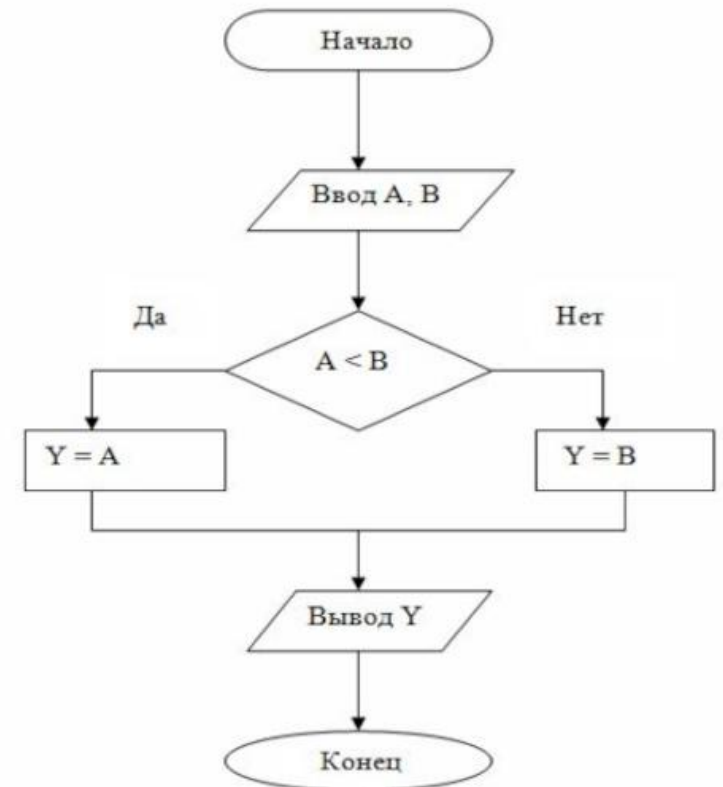 Начало
Ввод A, B
Да
Нет
A < B
Y = A
Y = B
Вывод Y
Конец